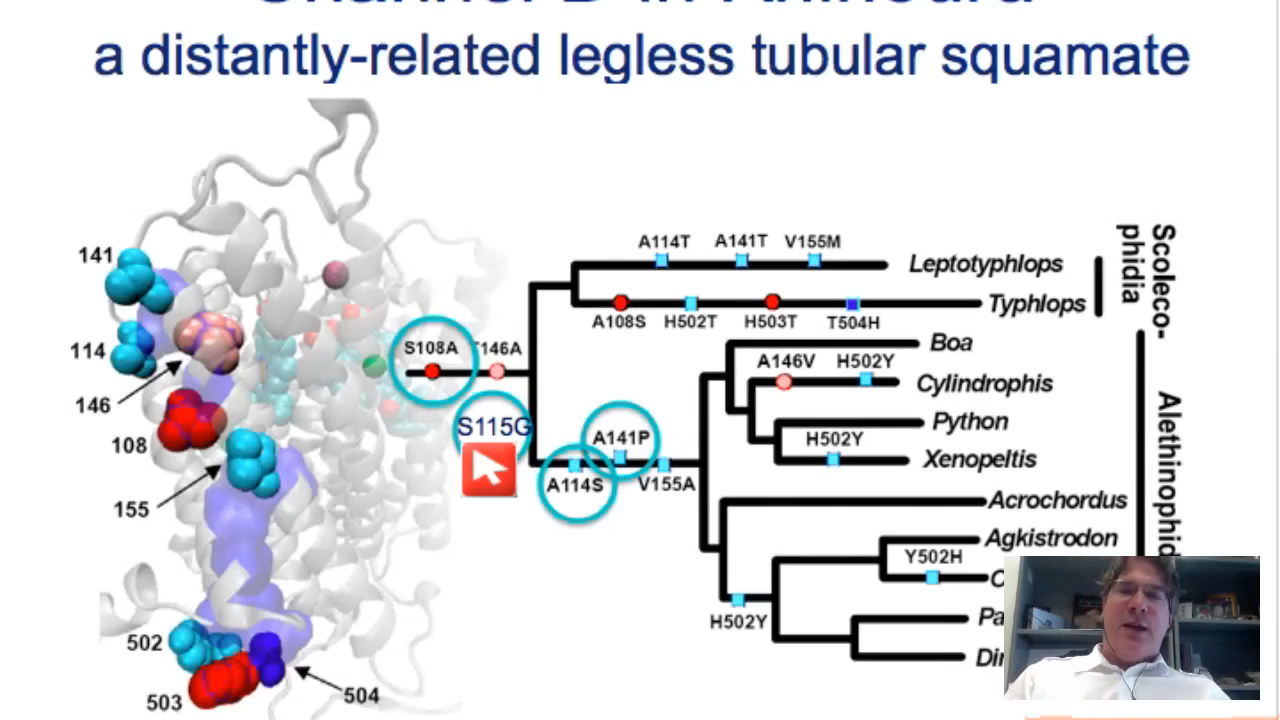 a distantly-related legless tubular squamate
141
114
146
108
155
502
503
504
S108A
T146A
S115G
A114S
A141P
V155A
A114T
A141T
V155M
Leptotyphlops
A108S
H502T
H503T
T504H
Typhlops
Scoleco-
phidia
Boa
A146V
H502Y
Cylindrophis
Python
H502Y
Xenopeltis
Acrochordus
Agkistrodon
Y502H
H502Y